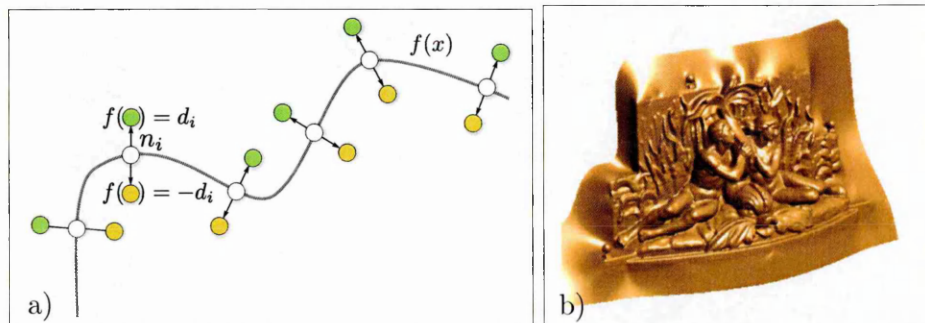 f(x)
f( ) = d_i
n_i
f( ) = -d_i
a)
b)